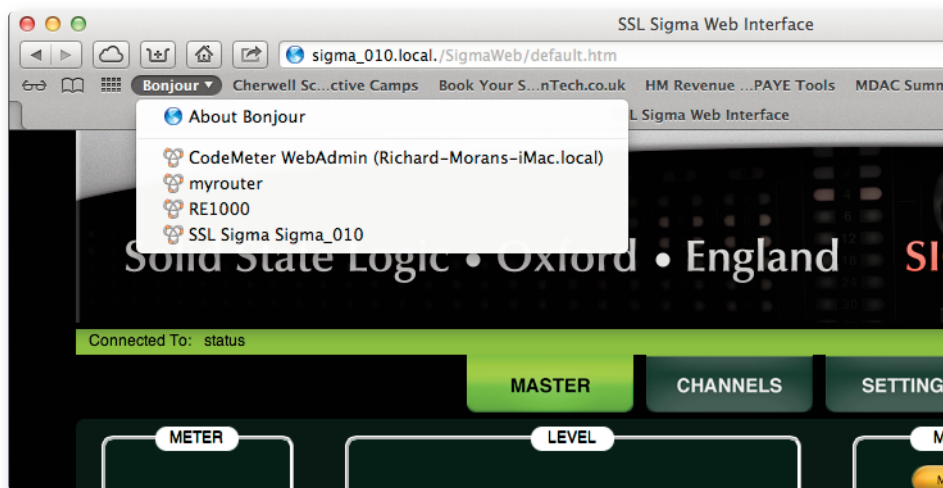 SSL Sigma Web Interface
sigma_010.local./SigmaWeb/default.htm
Bonjour ▼ Cherwell Sc...ctive Camps Book Your S...nTech.co.uk HM Revenue ...PAYE Tools MDAC Summ
About Bonjour
L Sigma Web Interface
CodeMeter WebAdmin (Richard-Morans-iMac.local)
myrouter
RE1000
SSL Sigma Sigma_010
Solid State Logic • Oxford • England SI
Connected To: status
MASTER CHANNELS SETTING
METER LEVEL M